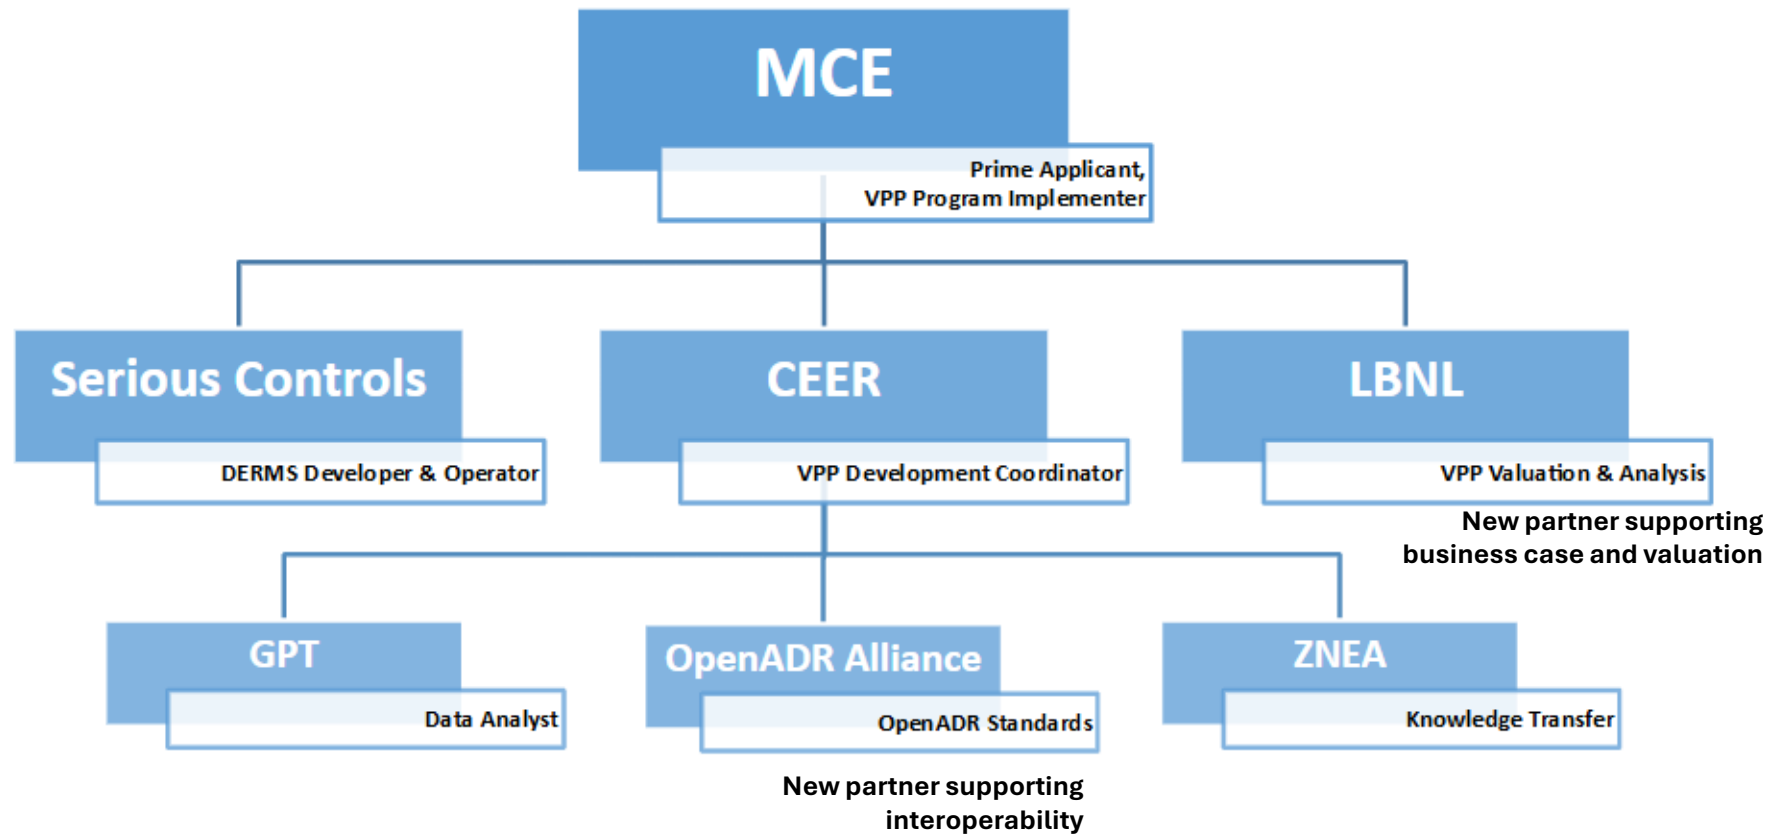 MCE
Prime Applicant,
VPP Program Implementer
Serious Controls
DERMS Developer & Operator
CEER
VPP Development Coordinator
LBNL
VPP Valuation & Analysis
New partner supporting
business case and valuation
GPT
Data Analyst
OpenADR Alliance
OpenADR Standards
New partner supporting
interoperability
ZNEA
Knowledge Transfer